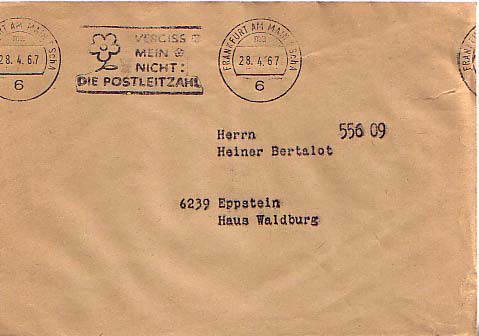 FRANKFURT AM MAIN
28.4.67
6
VERGISS
MEIN
NICHT:
DIE POSTLEITZAHL
FRANKFURT AM MAIN
28.4.67
6
Herrn 556 09
Heiner Bertalot
6239 Eppstein
Haus Waldburg